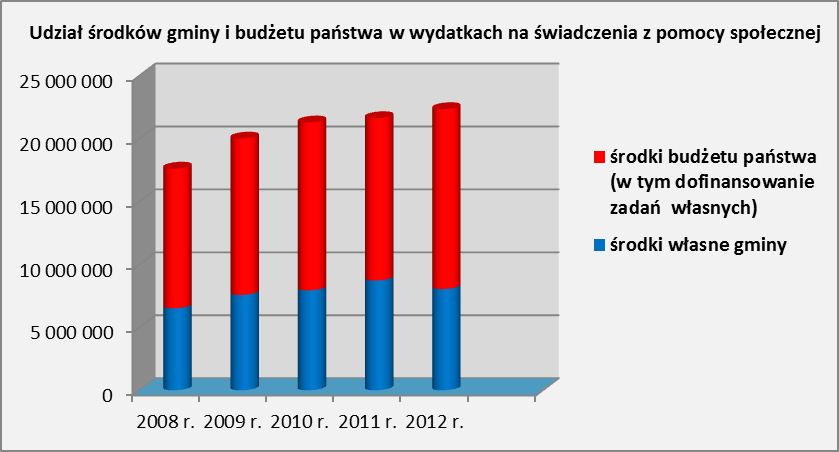 Udział środków gminy i budżetu państwa w wydatkach na świadczenia z pomocy społecznej
25 000 000
20 000 000
15 000 000
10 000 000
5 000 000
0
2008 r. 2009 r. 2010 r. 2011 r. 2012 r.
środki budżetu państwa
(w tym dofinansowanie
zadań własnych)
środki własne gminy